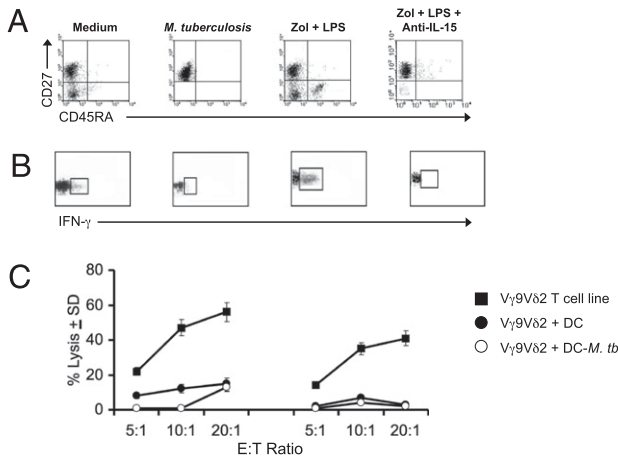 A
Medium
M. tuberculosis
Zol + LPS
Zol + LPS +
Anti-IL-15
CD27
CD45RA
B
IFN-γ
C
80
60
40
20
0
% Lysis ± SD
5:1 10:1 20:1 5:1 10:1 20:1
E:T Ratio
Vγ9Vδ2 T cell line
Vγ9Vδ2 + DC
Vγ9Vδ2 + DC-M. tb